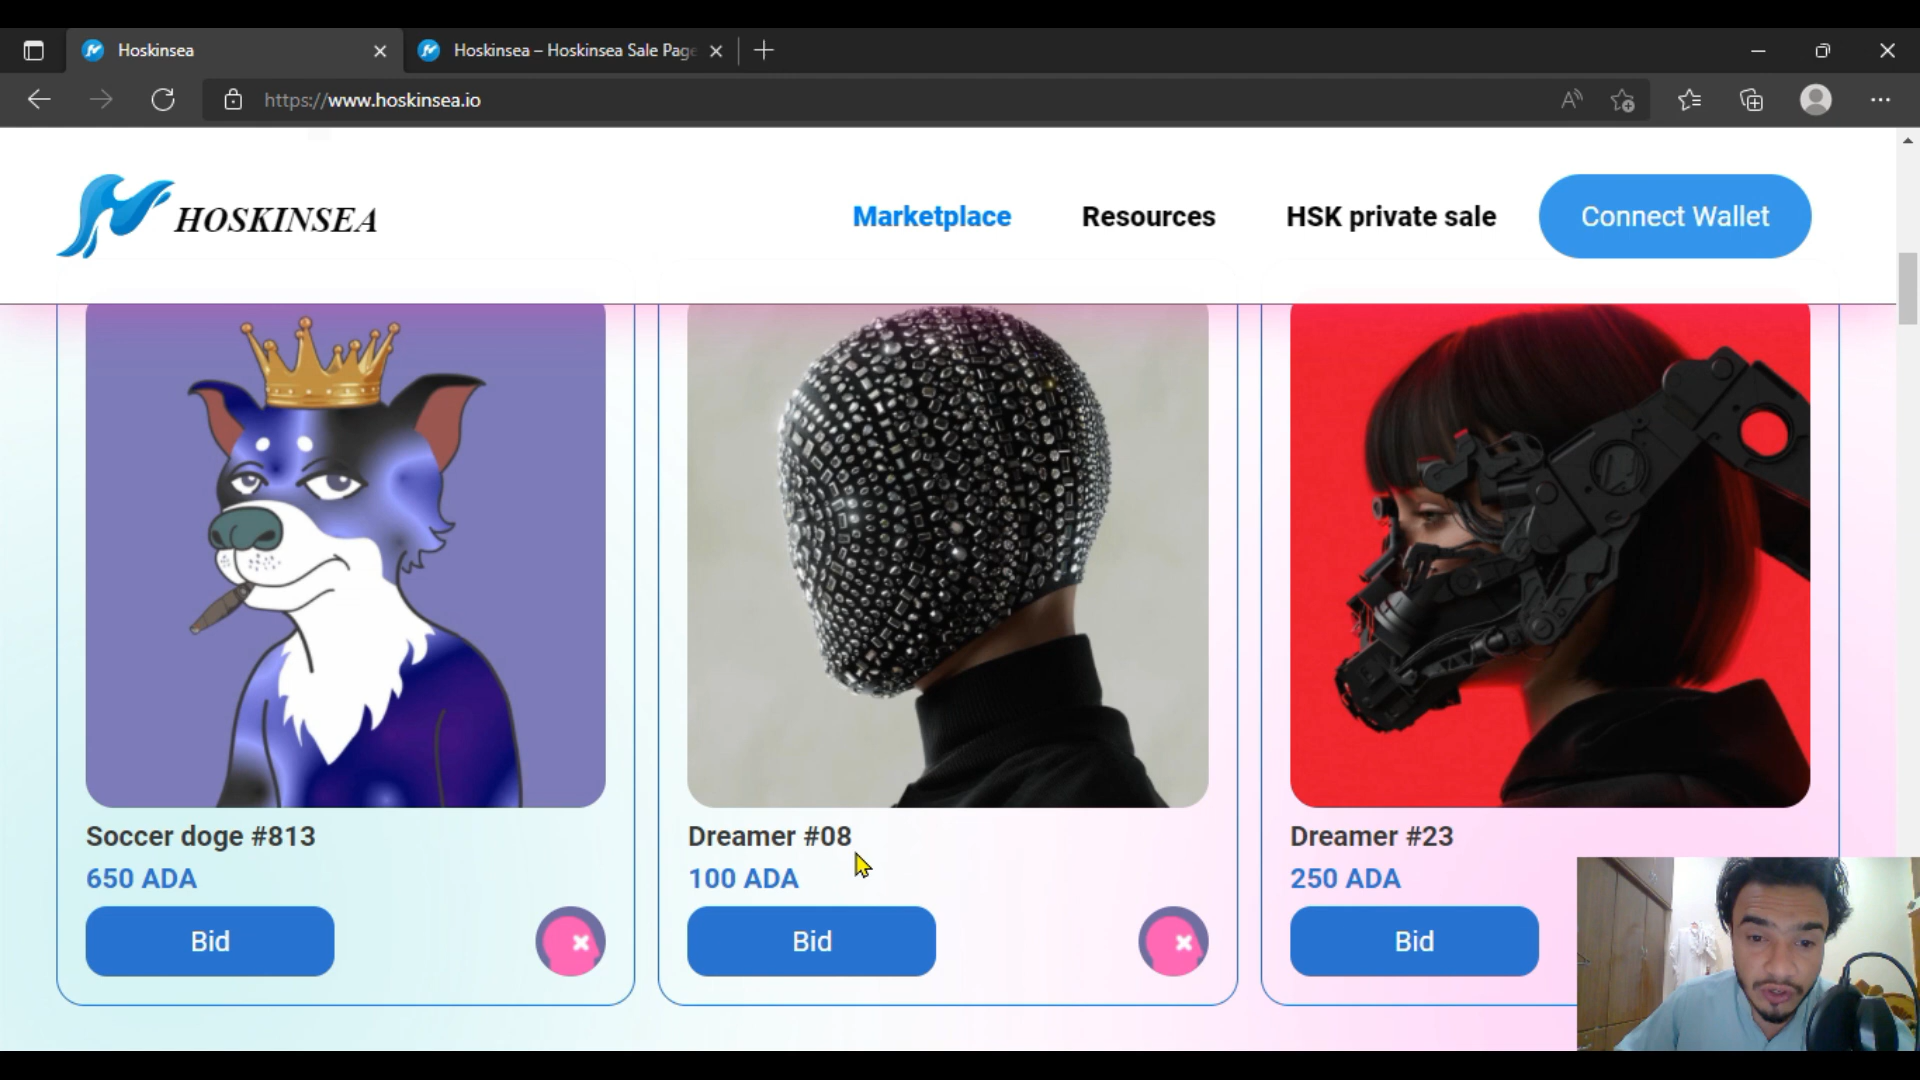 Hoskinsea
Hoskinsea – Hoskinsea Sale Page
https://www.hoskinsea.io
HOSKINSEA
Marketplace
Resources
HSK private sale
Connect Wallet
Soccer doge #813
650 ADA
Bid
Dreamer #08
100 ADA
Bid
Dreamer #23
250 ADA
Bid